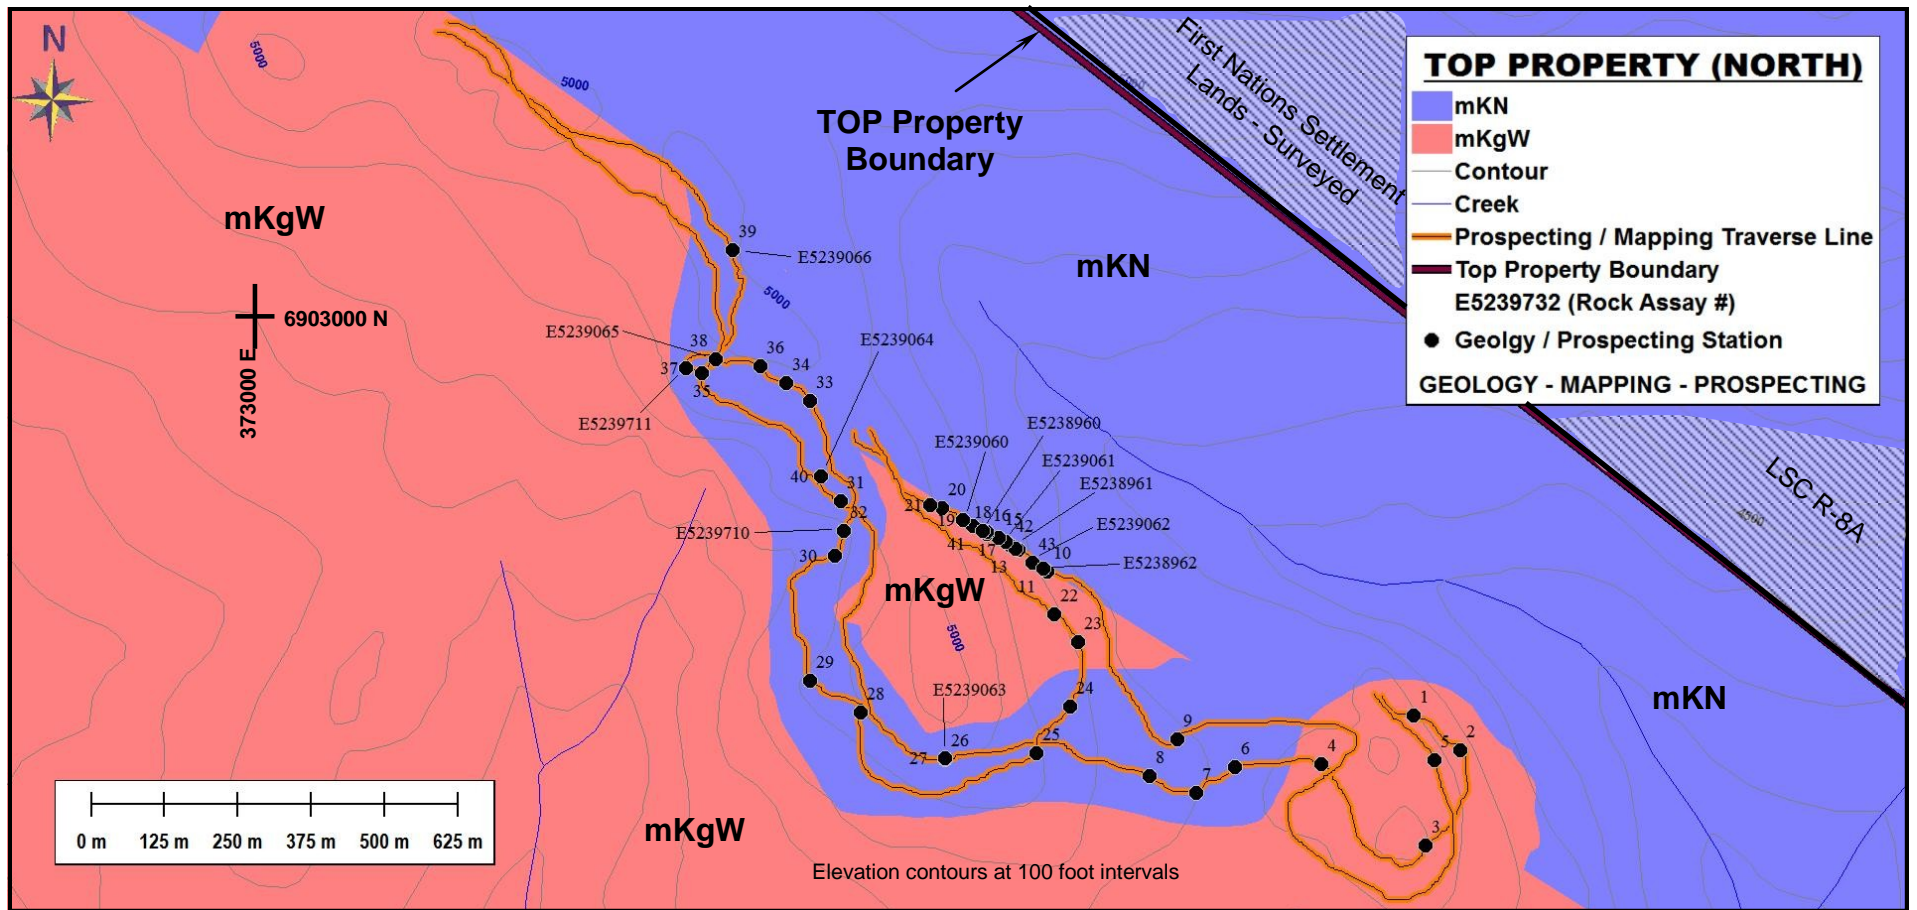 N
5000
5000
TOP Property
Boundary
First Nations Settlement
Lands - Surveyed
TOP PROPERTY (NORTH)
mKN
mKgW
Contour
Creek
Prospecting / Mapping Traverse Line
Top Property Boundary
E5239732 (Rock Assay #)
Geolgy / Prospecting Station
GEOLOGY - MAPPING - PROSPECTING
mKgW
39
E5239066
mKN
5000
6903000 N
373000 E
E5239065
38
36
34
33
37
35
E5239711
E5239064
40
31
32
E5239710
30
E5239060
E5238960
E5239061
E5238961
E5239062
E5238962
21
20
19
18
16
15
42
41
17
43
10
13
11
mKgW
22
23
5000
24
29
28
E5239063
27
26
25
9
8
7
6
4
1
2
5
3
LSC R-8A
4500
mKN
mKgW
0 m 125 m 250 m 375 m 500 m 625 m
Elevation contours at 100 foot intervals